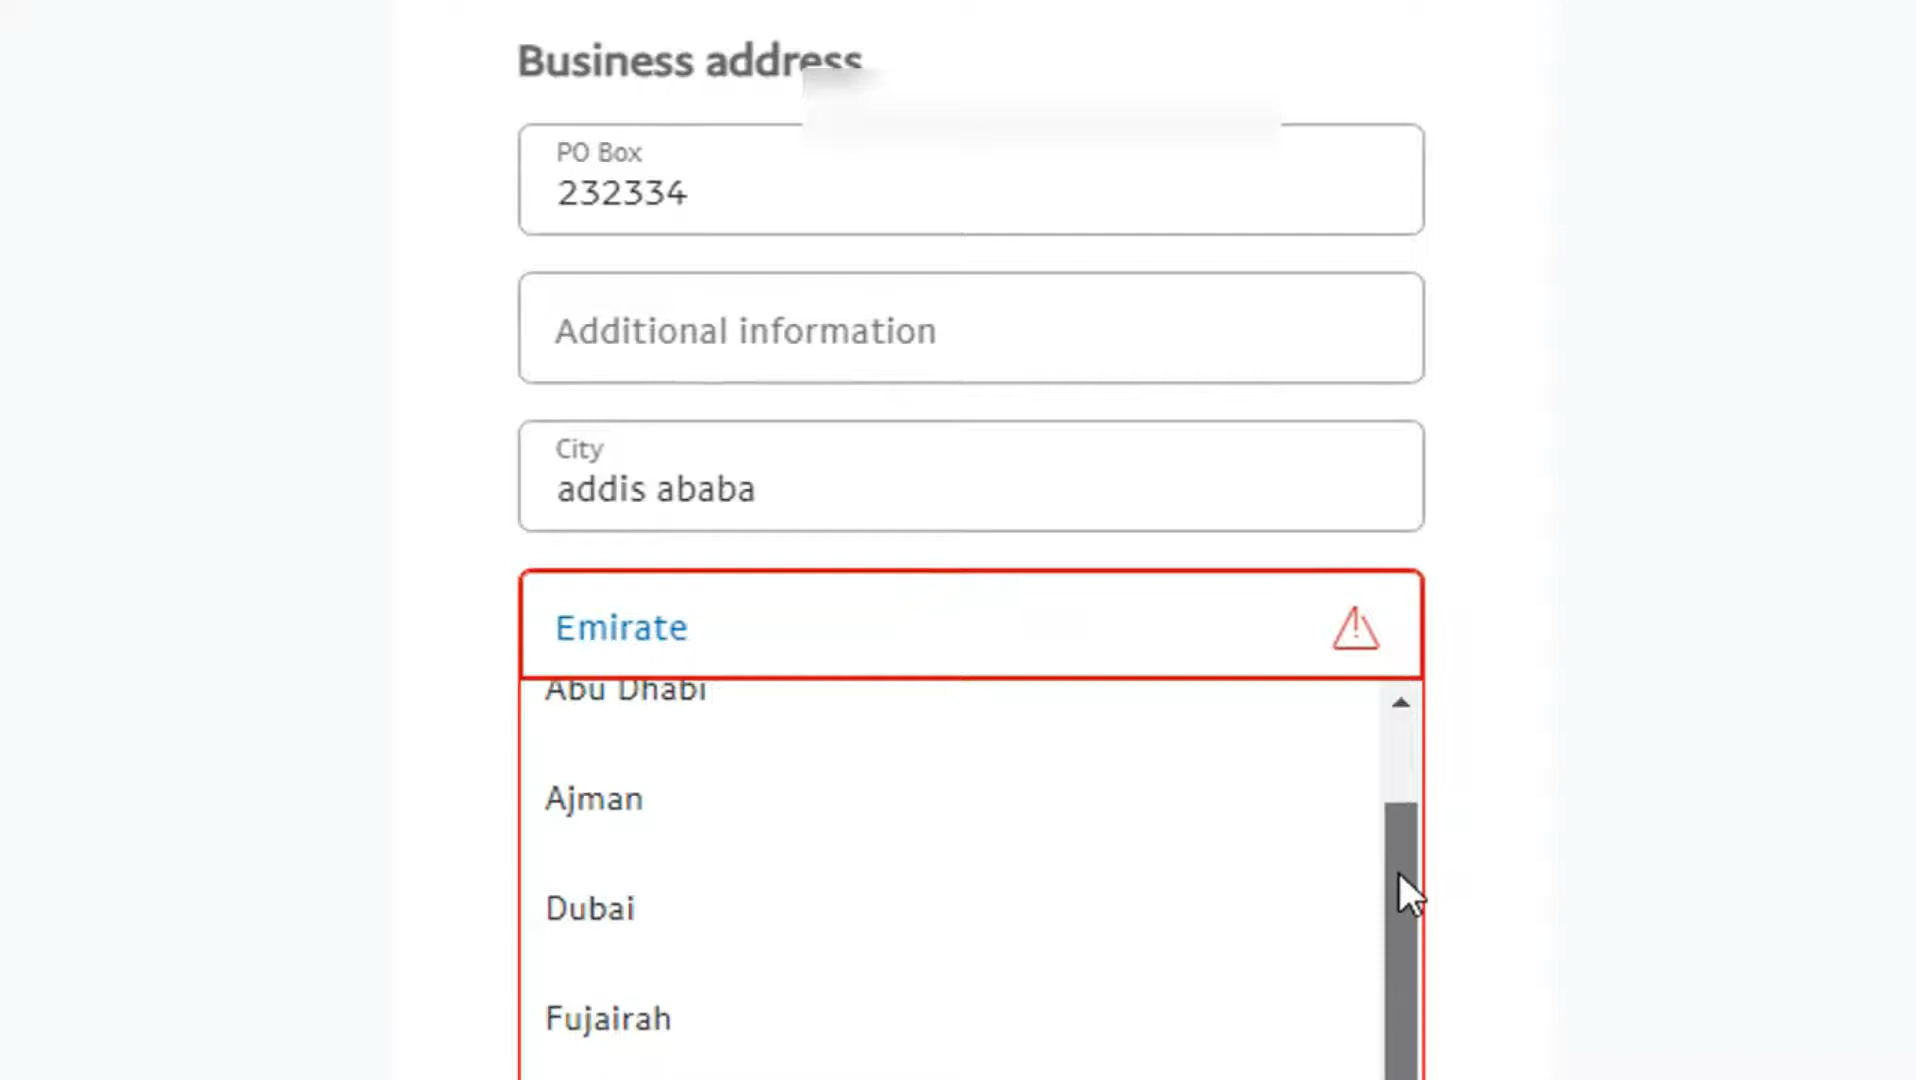 Business address
PO Box
232334
Additional information
City
addis ababa
Emirate
Abu Dhabi
Ajman
Dubai
Fujairah